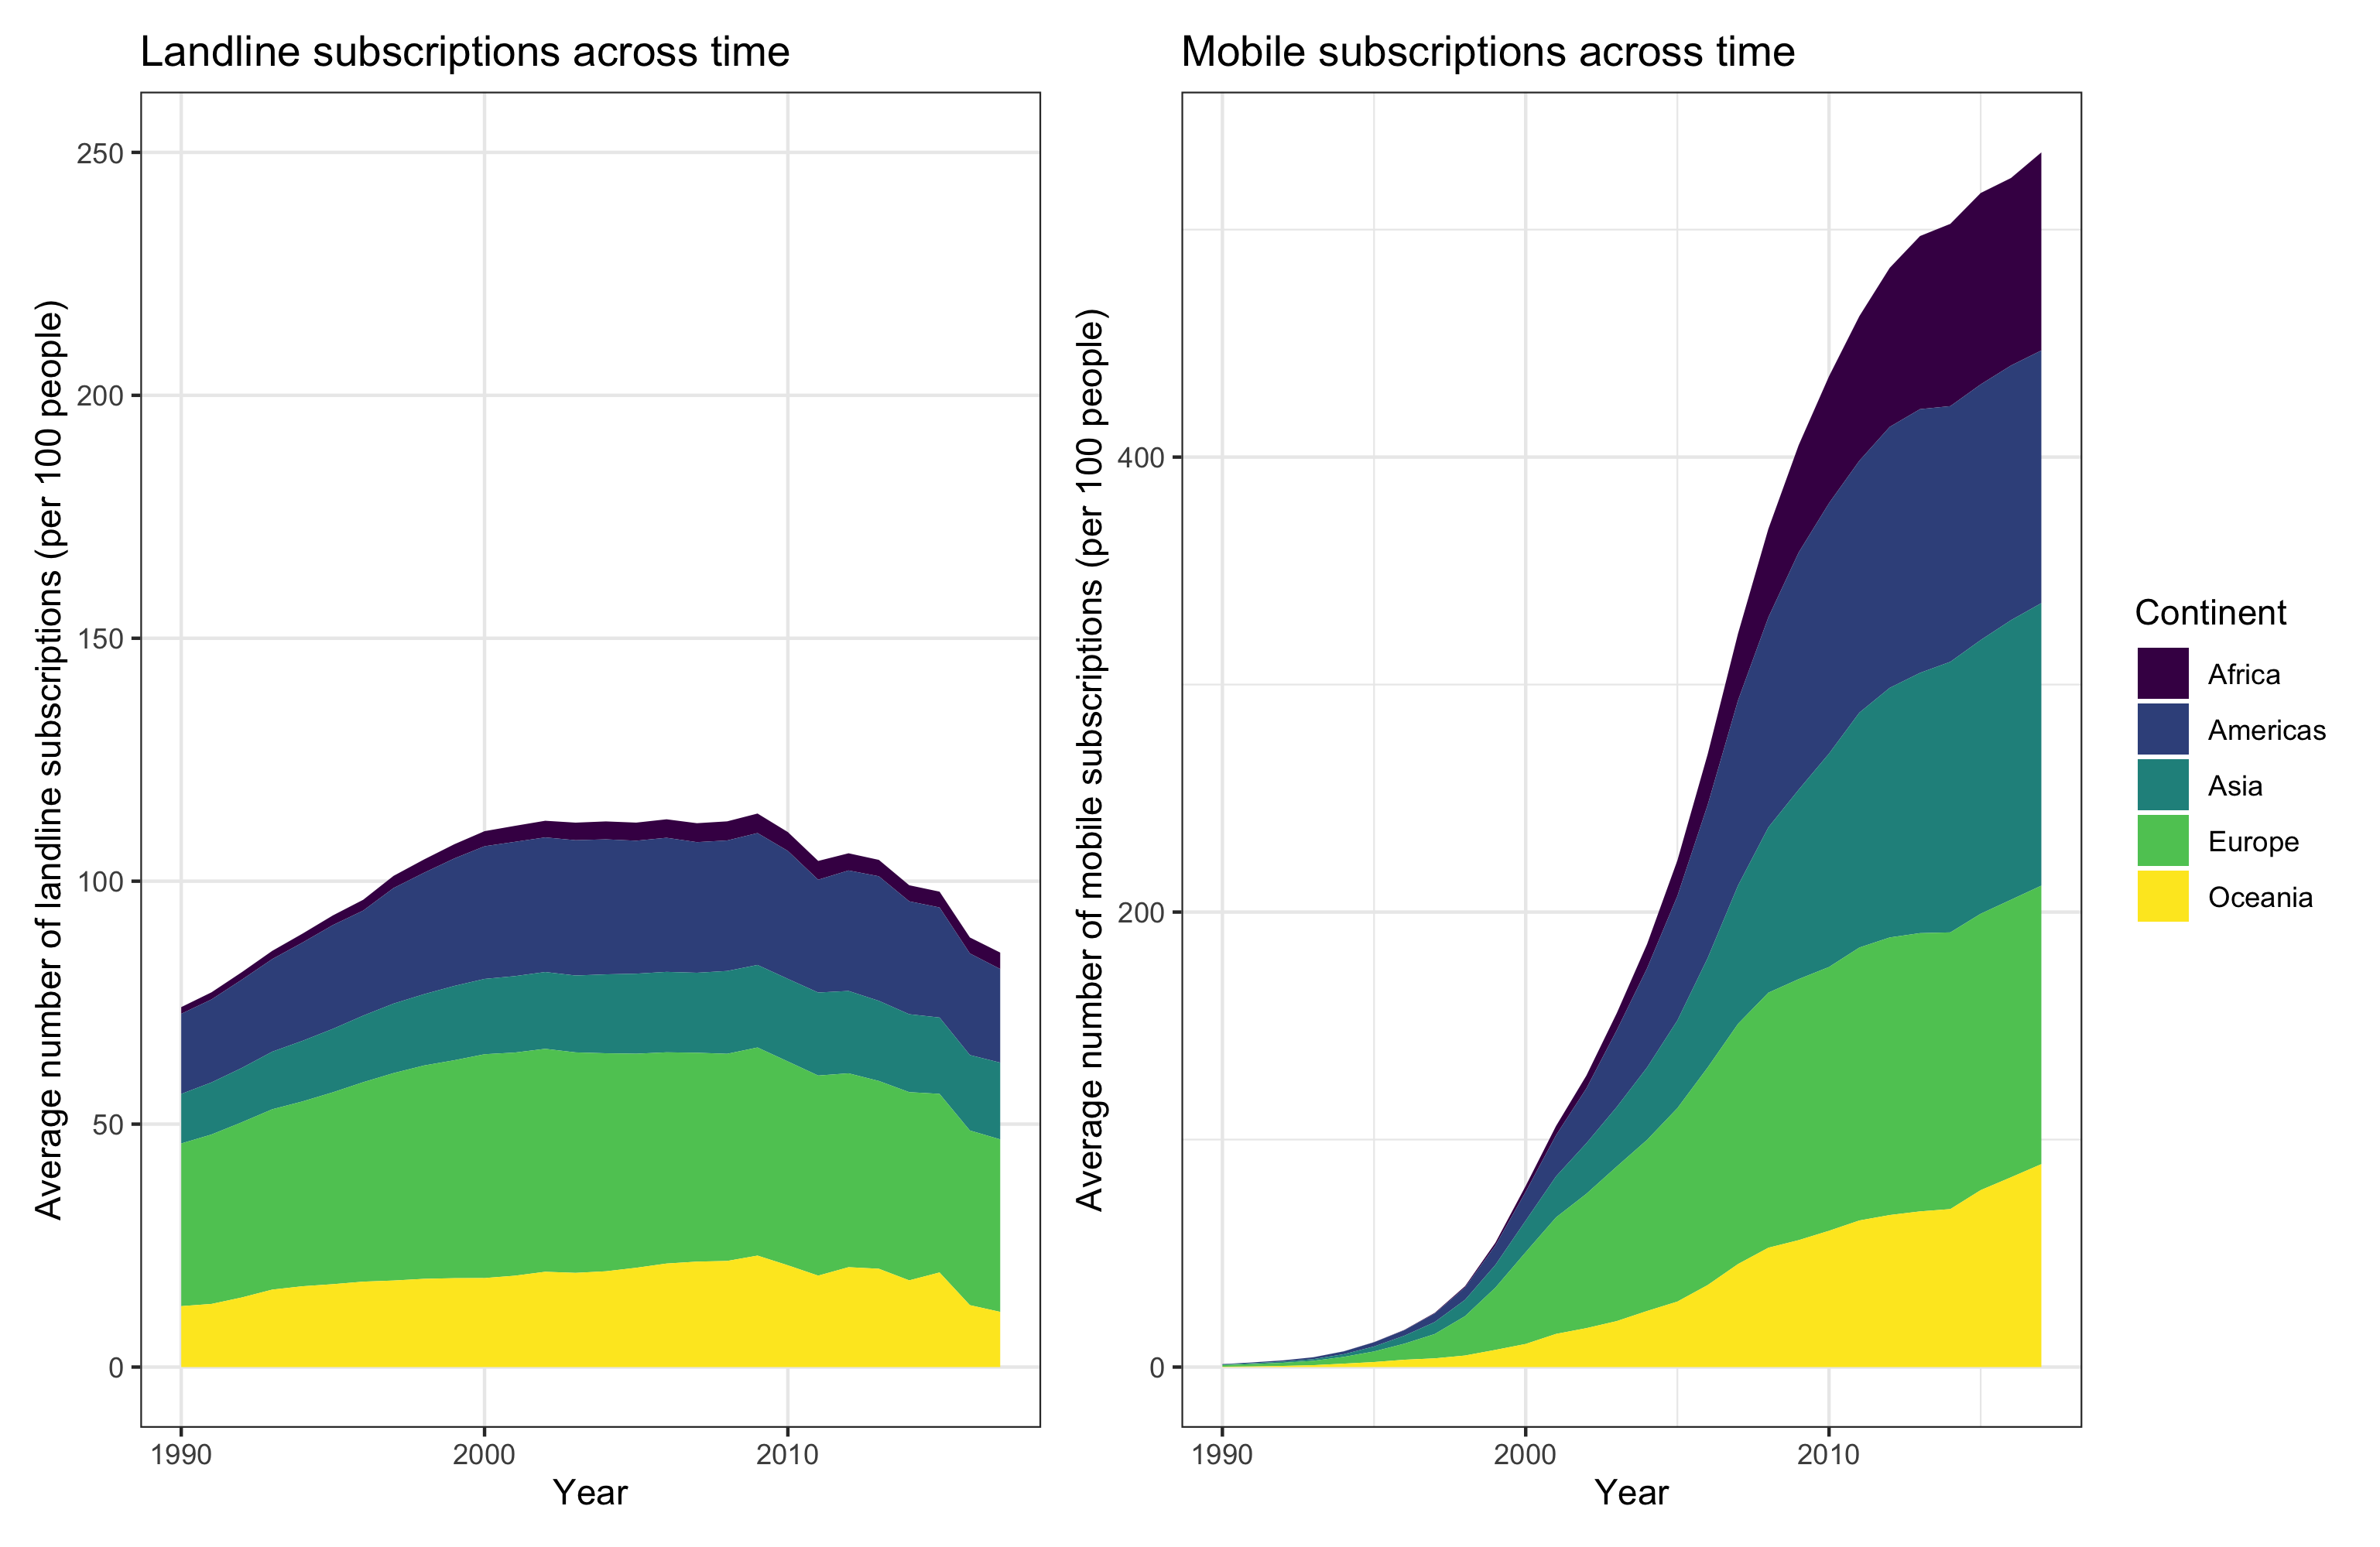 Landline subscriptions across time
Average number of landline subscriptions (per 100 people)
250
200
150
100
50
0
1990
2000
2010
Year
Mobile subscriptions across time
Average number of mobile subscriptions (per 100 people)
400
200
0
1990
2000
2010
Year
Continent
Africa
Americas
Asia
Europe
Oceania